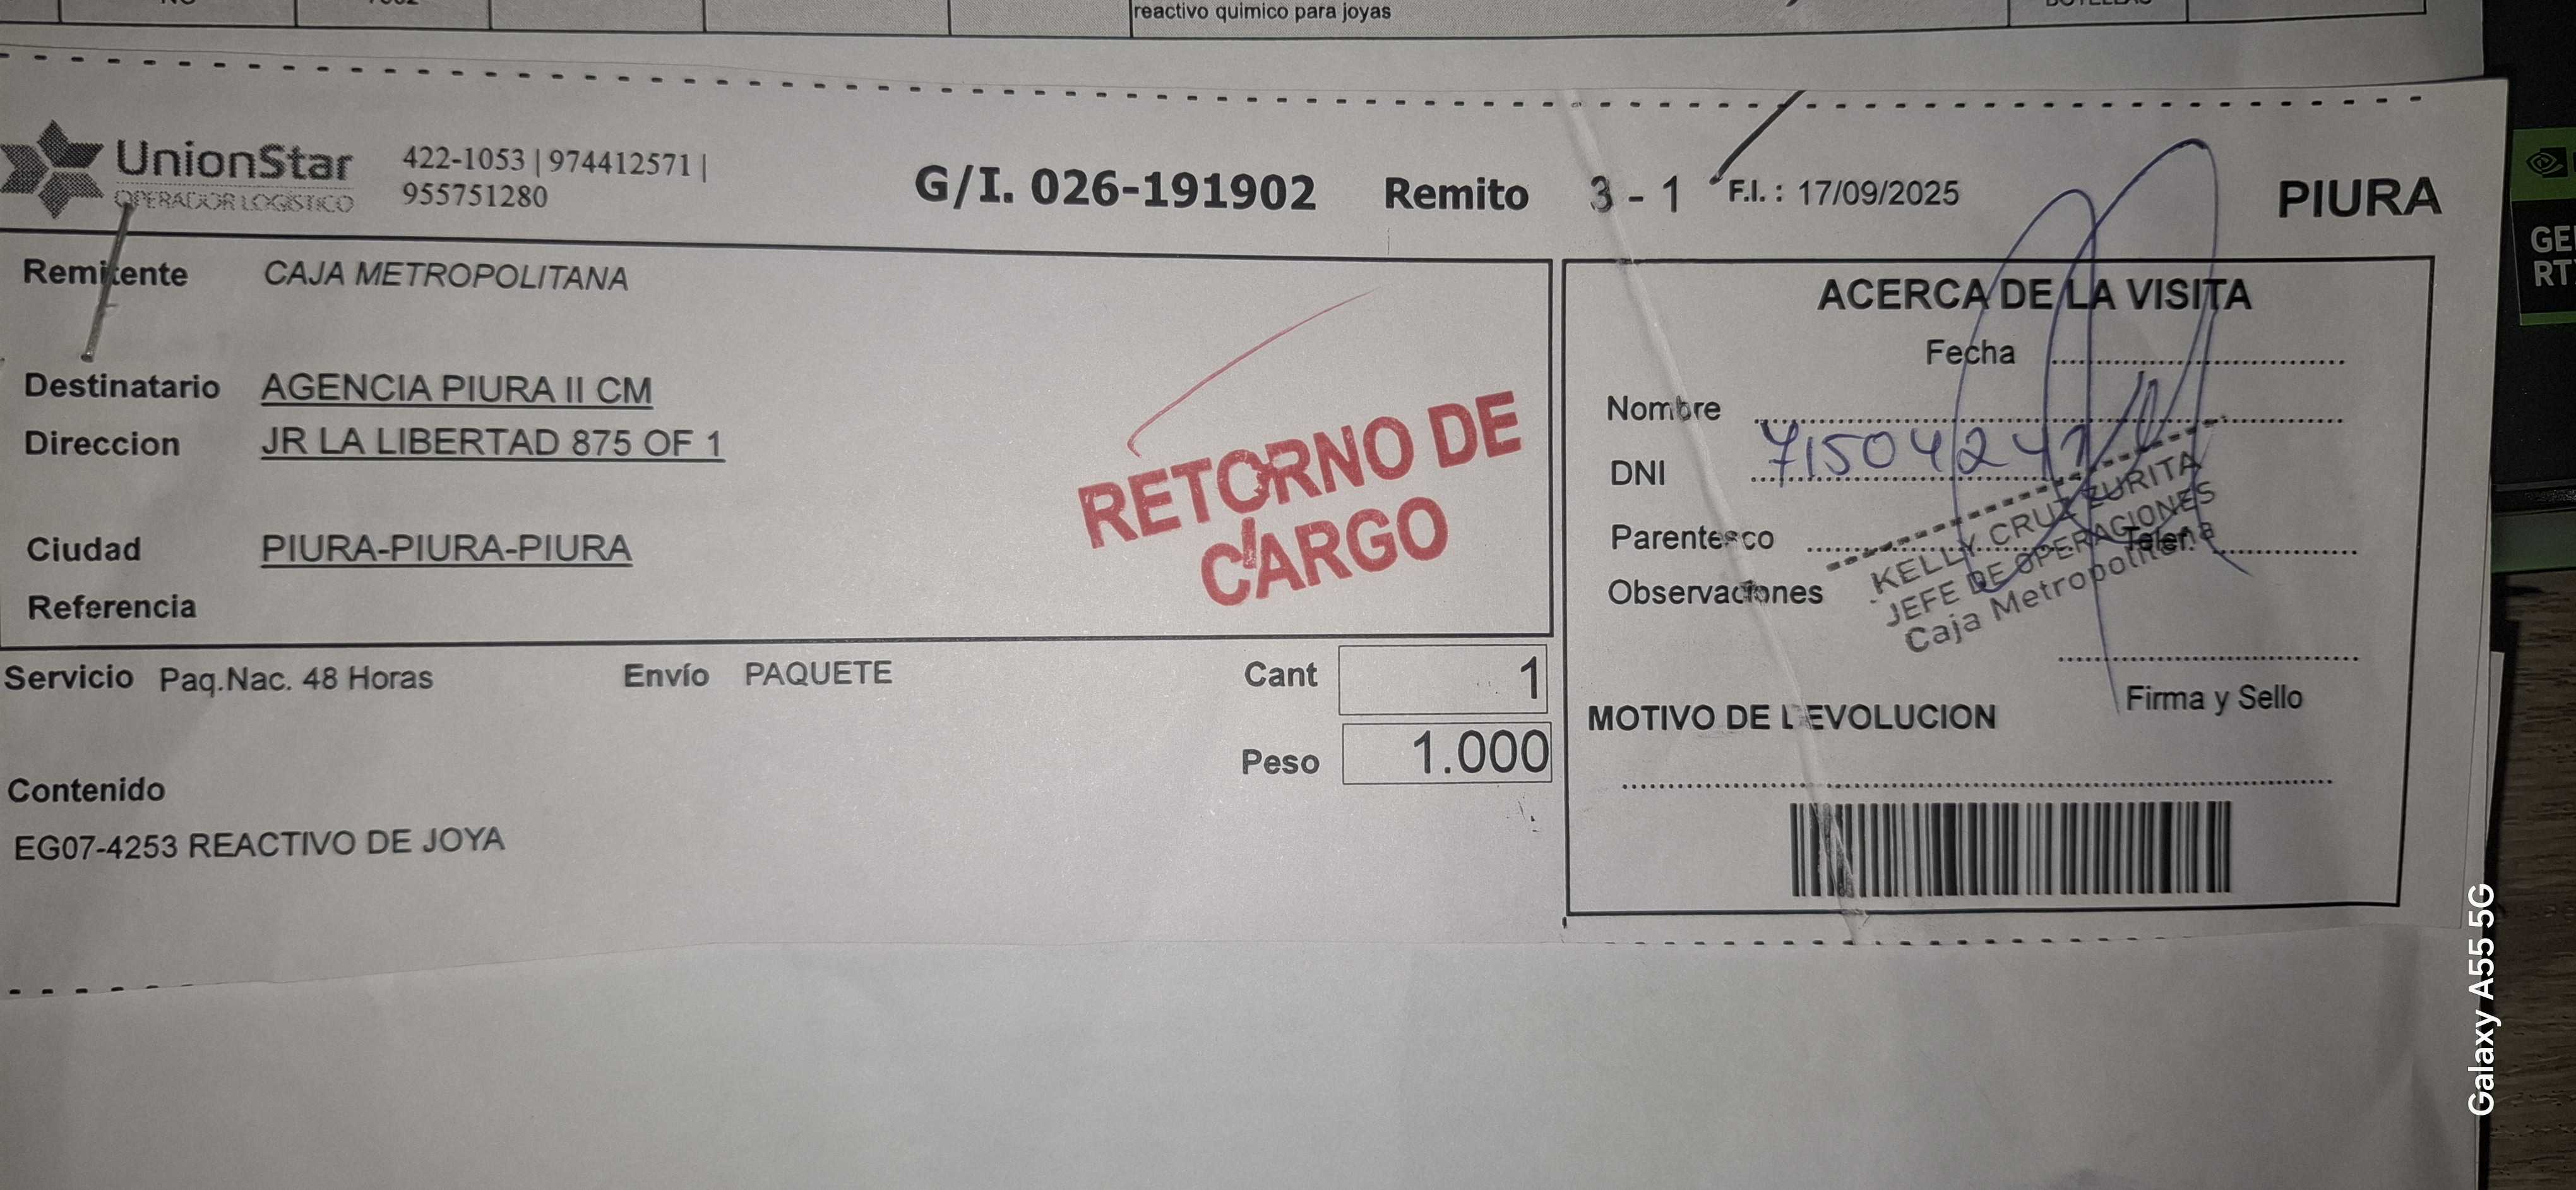 reactivo quimico para joyas
UnionStar
OPERADOR LOGISTICO
422-1053 | 974412571 |
955751280
G/I. 026-191902 Remito 3 - 1 F.I. : 17/09/2025 PIURA
Remitente CAJA METROPOLITANA
Destinatario AGENCIA PIURA II CM
Direccion JR LA LIBERTAD 875 OF 1
Ciudad PIURA-PIURA-PIURA
Referencia
RETORNO DE
CARGO
Servicio Paq.Nac. 48 Horas Envío PAQUETE Cant 1
Peso 1.000
Contenido
EG07-4253 REACTIVO DE JOYA
ACERCA DE LA VISITA
Fecha
Nombre
DNI
Parentesco Telef.
Observaciones
KELLY CRUZ ZURITA
JEFE DE OPERACIONES
Caja Metropolitana
Firma y Sello
MOTIVO DE DEVOLUCION
Galaxy A55 5G